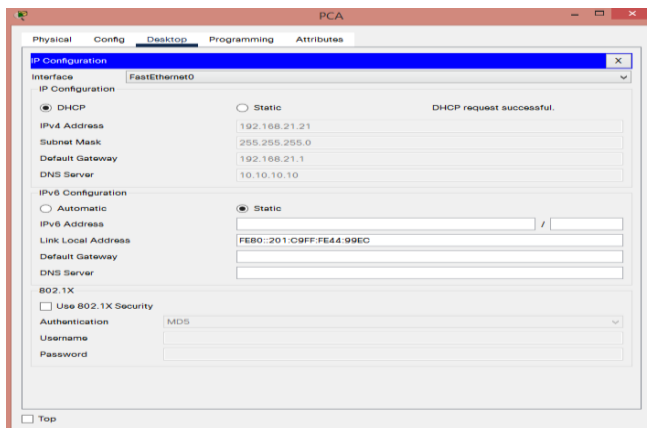 PCA
Physical Config Desktop Programming Attributes
IP Configuration X
Interface FastEthernet0
IP Configuration
DHCP Static DHCP request successful.
IPv4 Address 192.168.21.21
Subnet Mask 255.255.255.0
Default Gateway 192.168.21.1
DNS Server 10.10.10.10
IPv6 Configuration
Automatic Static
IPv6 Address /
Link Local Address FE80::201:C9FF:FE44:99EC
Default Gateway
DNS Server
802.1X
Use 802.1X Security
Authentication MD5
Username
Password
Top